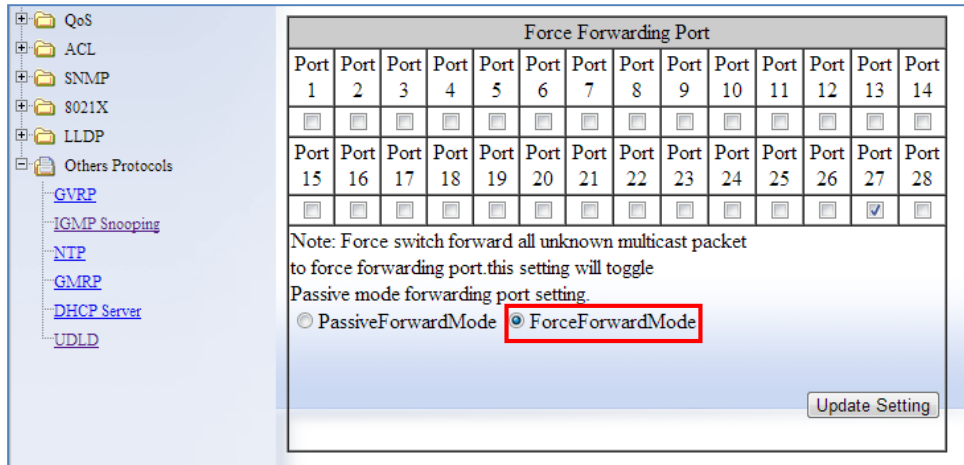 QoS
ACL
SNMP
8021X
LLDP
Others Protocols
GVRP
IGMP Snooping
NTP
GMRP
DHCP Server
UDLD
Force Forwarding Port
Port Port Port Port Port Port Port Port Port Port Port Port Port Port
1 2 3 4 5 6 7 8 9 10 11 12 13 14
Port Port Port Port Port Port Port Port Port Port Port Port Port Port
15 16 17 18 19 20 21 22 23 24 25 26 27 28
Note: Force switch forward all unknown multicast packet
to force forwarding port.this setting will toggle
Passive mode forwarding port setting.
PassiveForwardMode ForceForwardMode
Update Setting